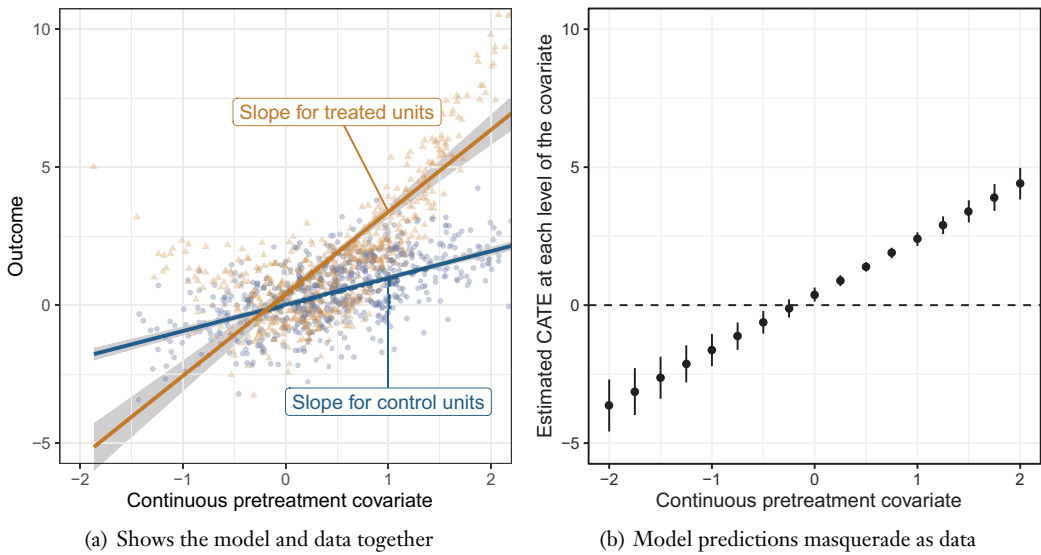 10
5
0
−5
Outcome
Slope for treated units
Slope for control units
−2 −1 0 1 2
Continuous pretreatment covariate
(a) Shows the model and data together
10
5
0
−5
Estimated CATE at each level of the covariate
−2 −1 0 1 2
Continuous pretreatment covariate
(b) Model predictions masquerade as data